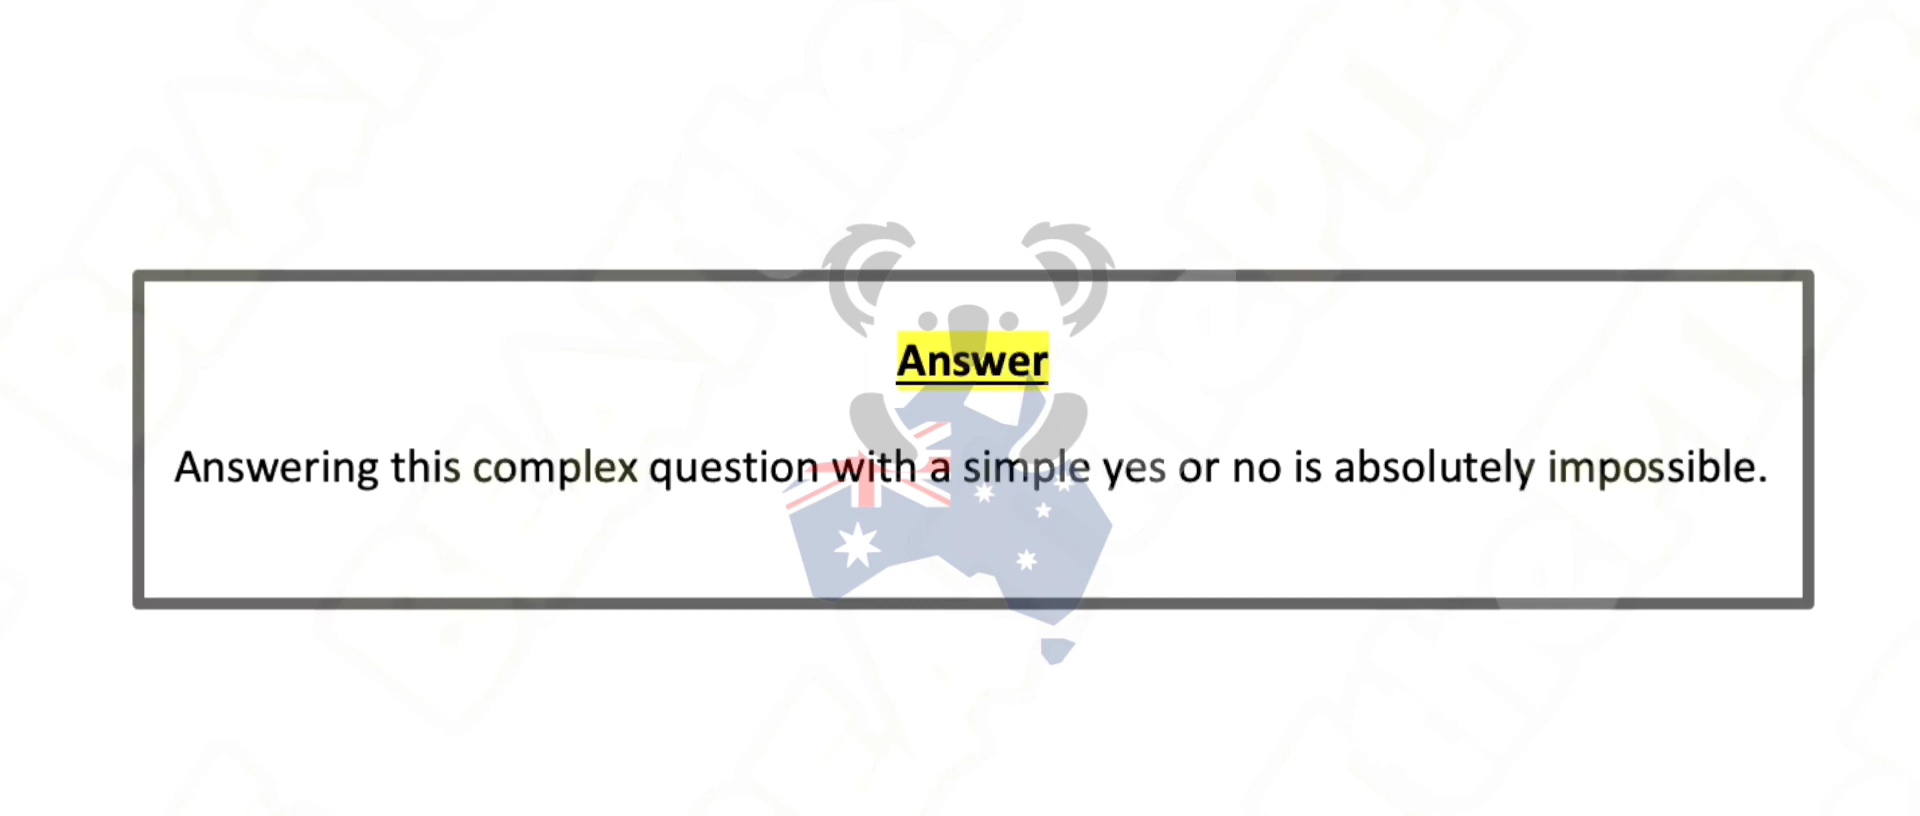 Answer
Answering this complex question with a simple yes or no is absolutely impossible.